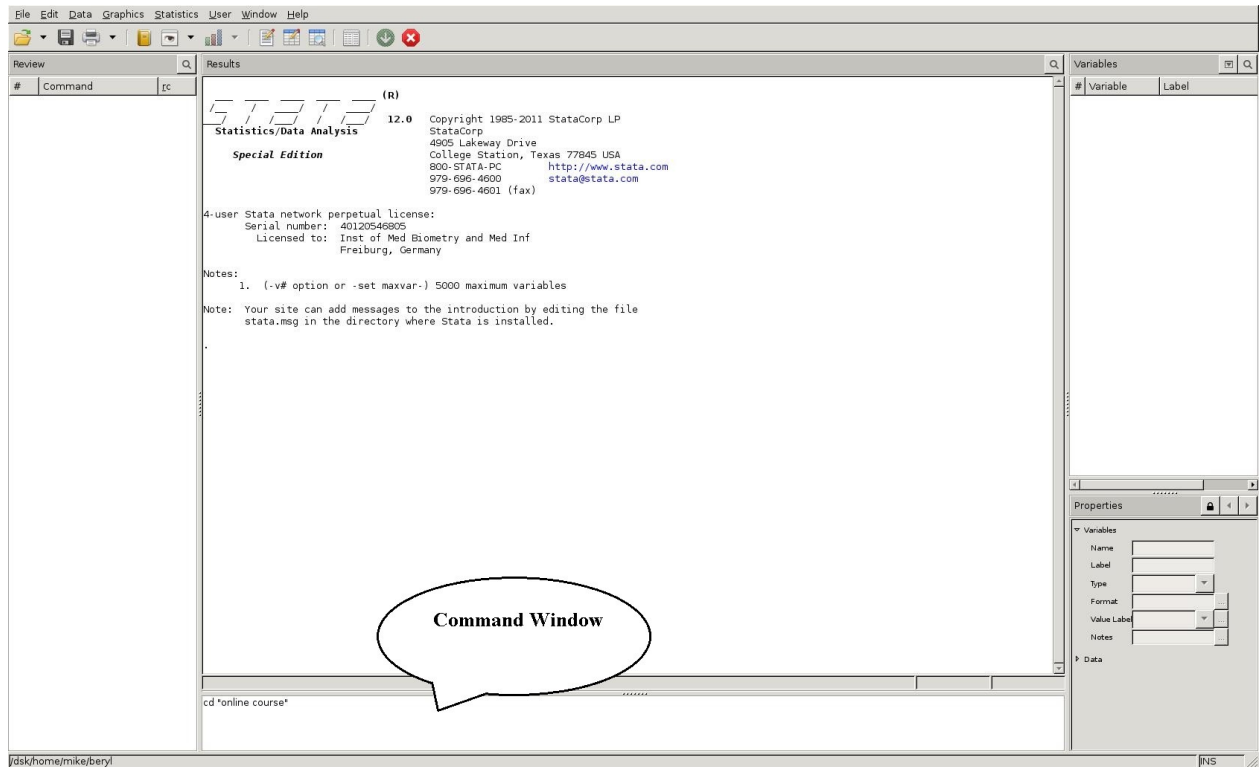 File Edit Data Graphics Statistics User Window Help
Review
# Command rc
Results
(R)
STATA
12.0 Copyright 1985-2011 StataCorp LP
Statistics/Data Analysis StataCorp
4905 Lakeway Drive
Special Edition College Station, Texas 77845 USA
800-STATA-PC http://www.stata.com
979-696-4600 stata@stata.com
979-696-4601 (fax)
4-user Stata network perpetual license:
Serial number: 40120546805
Licensed to: Inst of Med Biometry and Med Inf
Freiburg, Germany
Notes:
1. (-v# option or -set maxvar-) 5000 maximum variables
Note: Your site can add messages to the introduction by editing the file
stata.msg in the directory where Stata is installed.
.
Command Window
cd "online course"
Variables
# Variable Label
Properties
Variables
Name
Label
Type
Format
...
Value Label
...
Notes
...
Data
/dsk/home/mike/beryl
INS